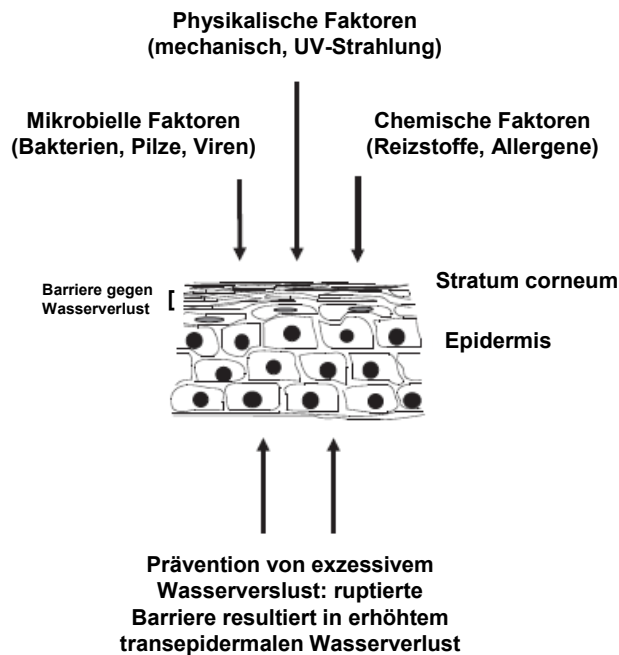 Physikalische Faktoren
(mechanisch, UV-Strahlung)
Mikrobielle Faktoren
(Bakterien, Pilze, Viren)
Chemische Faktoren
(Reizstoffe, Allergene)
Barriere gegen
Wasserverlust
Stratum corneum
Epidermis
Prävention von exzessivem
Wasserverslust: ruptierte
Barriere resultiert in erhöhtem
transepidermalen Wasserverlust